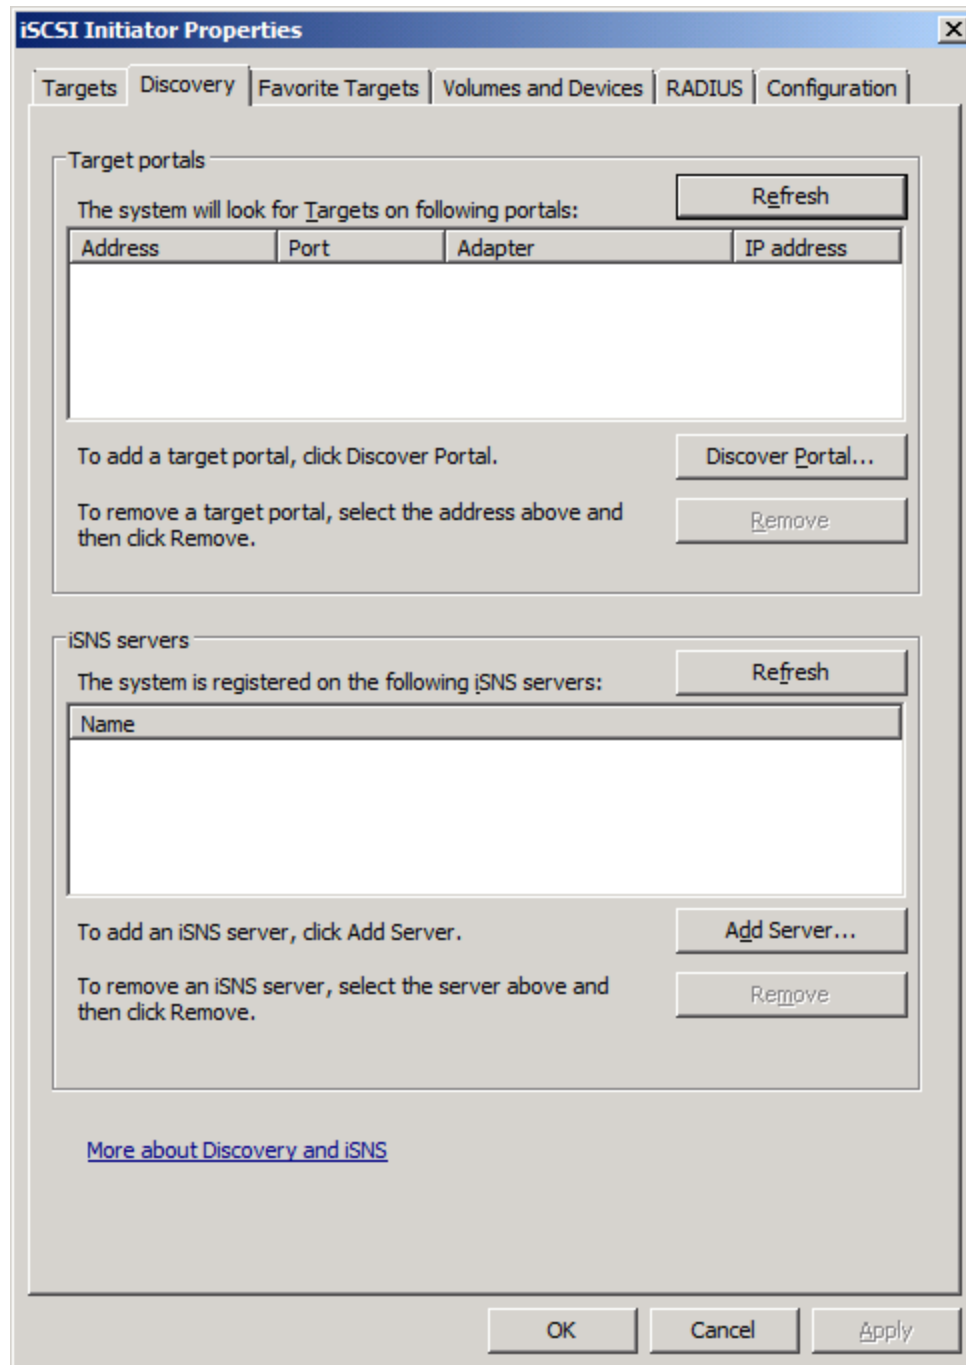 iSCSI Initiator Properties
Targets Discovery Favorite Targets Volumes and Devices RADIUS Configuration
Target portals
The system will look for Targets on following portals:
Refresh
Address Port Adapter IP address
To add a target portal, click Discover Portal.
Discover Portal...
To remove a target portal, select the address above and
then click Remove.
Remove
iSNS servers
The system is registered on the following iSNS servers:
Refresh
Name
To add an iSNS server, click Add Server.
Add Server...
To remove an iSNS server, select the server above and
then click Remove.
Remove
More about Discovery and iSNS
OK Cancel Apply